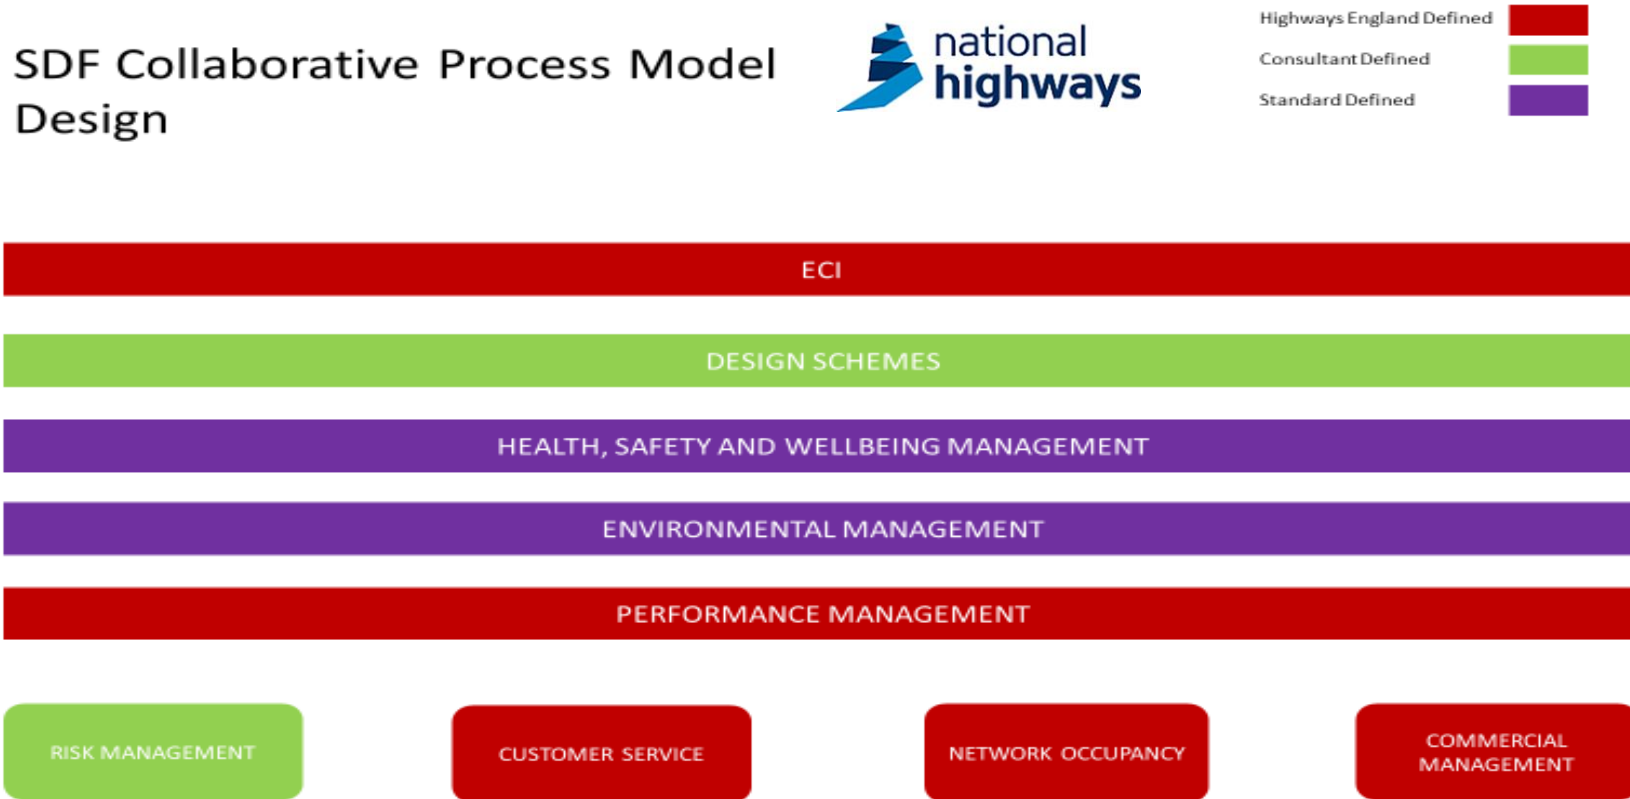 SDF Collaborative Process Model
Design
national
highways
Highways England Defined
Consultant Defined
Standard Defined
ECI
DESIGN SCHEMES
HEALTH, SAFETY AND WELLBEING MANAGEMENT
ENVIRONMENTAL MANAGEMENT
PERFORMANCE MANAGEMENT
RISK MANAGEMENT
CUSTOMER SERVICE
NETWORK OCCUPANCY
COMMERCIAL
MANAGEMENT